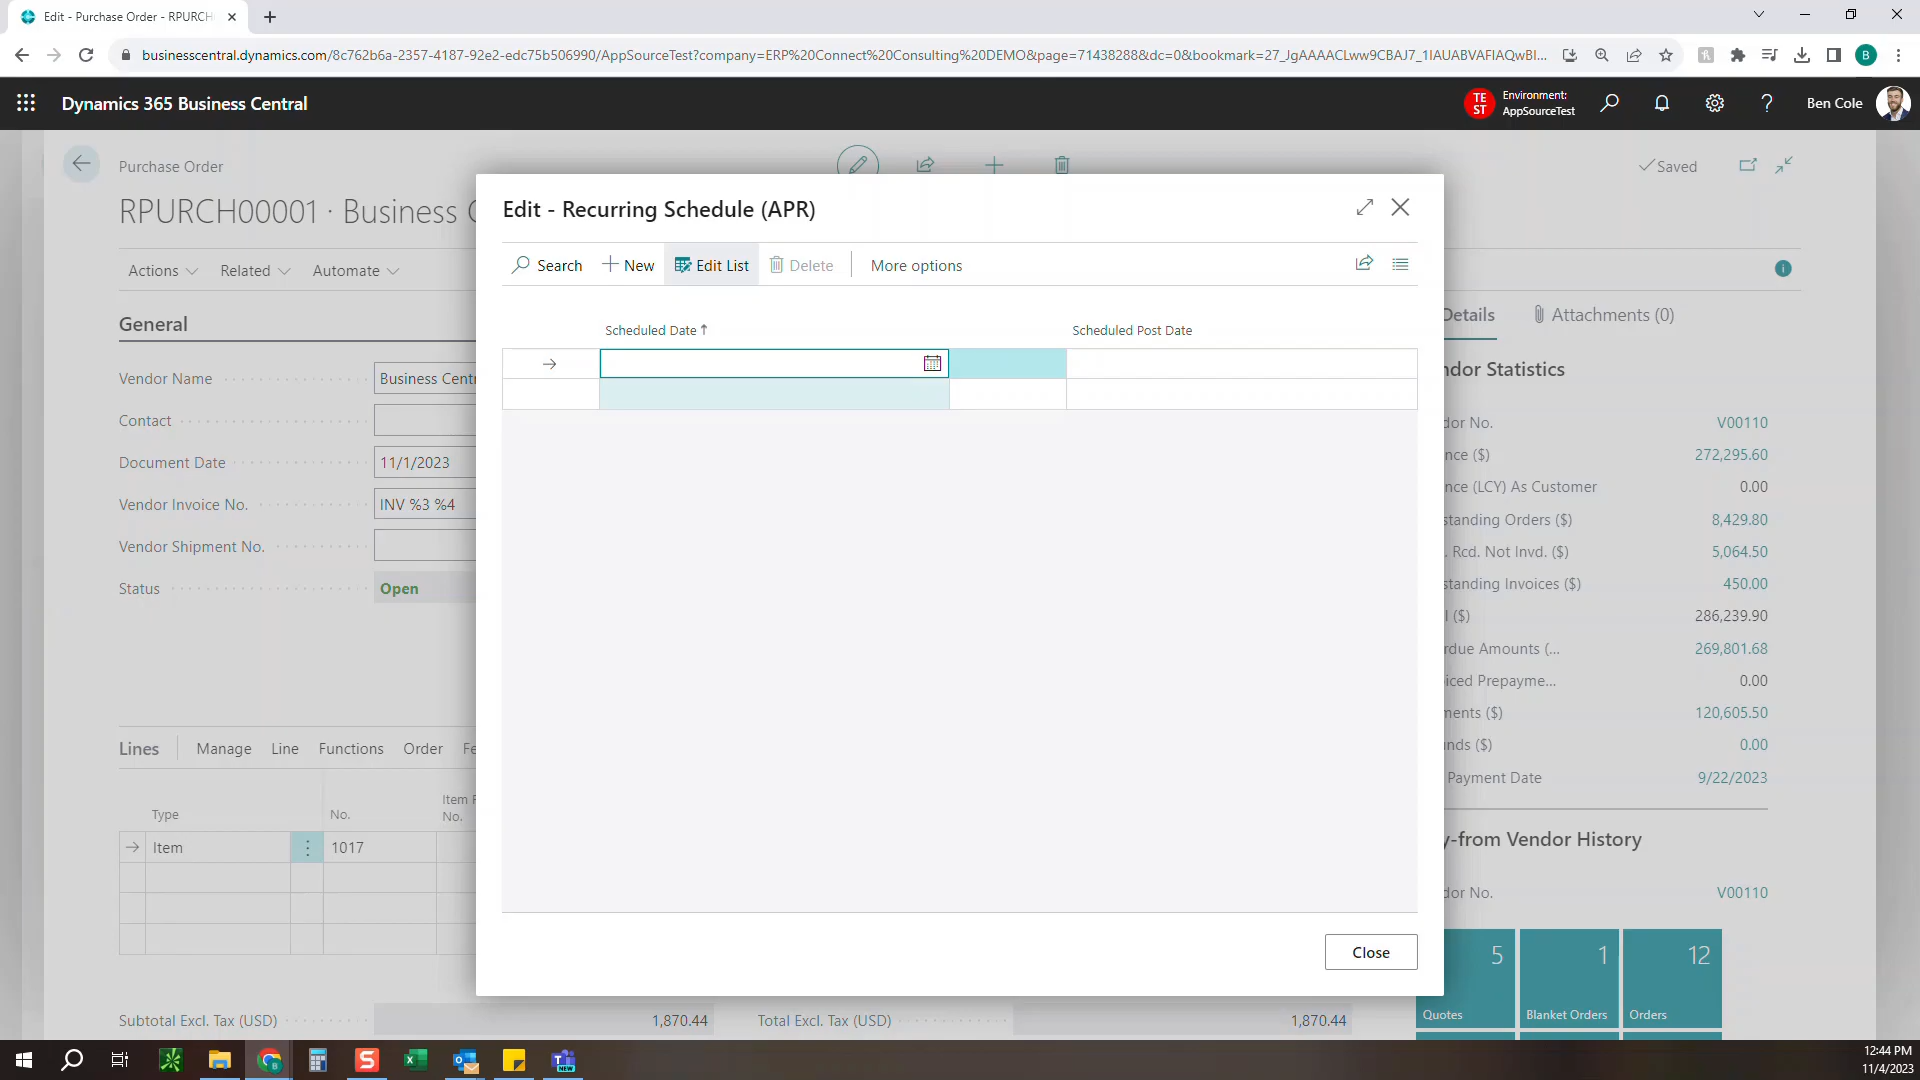 Edit - Purchase Order - RPURCH
businesscentral.dynamics.com/8c762b6a-2357-4187-92e2-edc75b506990/AppSourceTest?company=ERP%20Connect%20Consulting%20DEMO&page=71438288&dc=0&bookmark=27_JgAAAACLww9CBAJ7_1IAUABVAFIAQwBI...
B
Dynamics 365 Business Central
TE
ST
Environment:
AppSourceTest
Ben Cole
Purchase Order
Saved
RPURCH00001 · Business C
Actions
Related
Automate
General
Vendor Name
Business Centr
Contact
Document Date
11/1/2023
Vendor Invoice No.
INV %3 %4
Vendor Shipment No.
Status
Open
Lines
Manage
Line
Functions
Order
Fe
Type
No.
Item R
No.
Item
1017
Subtotal Excl. Tax (USD)
1,870.44
Total Excl. Tax (USD)
1,870.44
Edit - Recurring Schedule (APR)
Search
New
Edit List
Delete
More options
Scheduled Date ↑
Scheduled Post Date
Close
Details
Attachments (0)
ndor Statistics
dor No.
V00110
nce ($)
272,295.60
nce (LCY) As Customer
0.00
standing Orders ($)
8,429.80
. Rcd. Not Invd. ($)
5,064.50
standing Invoices ($)
450.00
l ($)
286,239.90
rdue Amounts (...
269,801.68
iced Prepayme...
0.00
ments ($)
120,605.50
nds ($)
0.00
Payment Date
9/22/2023
y-from Vendor History
dor No.
V00110
5
Quotes
1
Blanket Orders
12
Orders
12:44 PM
11/4/2023